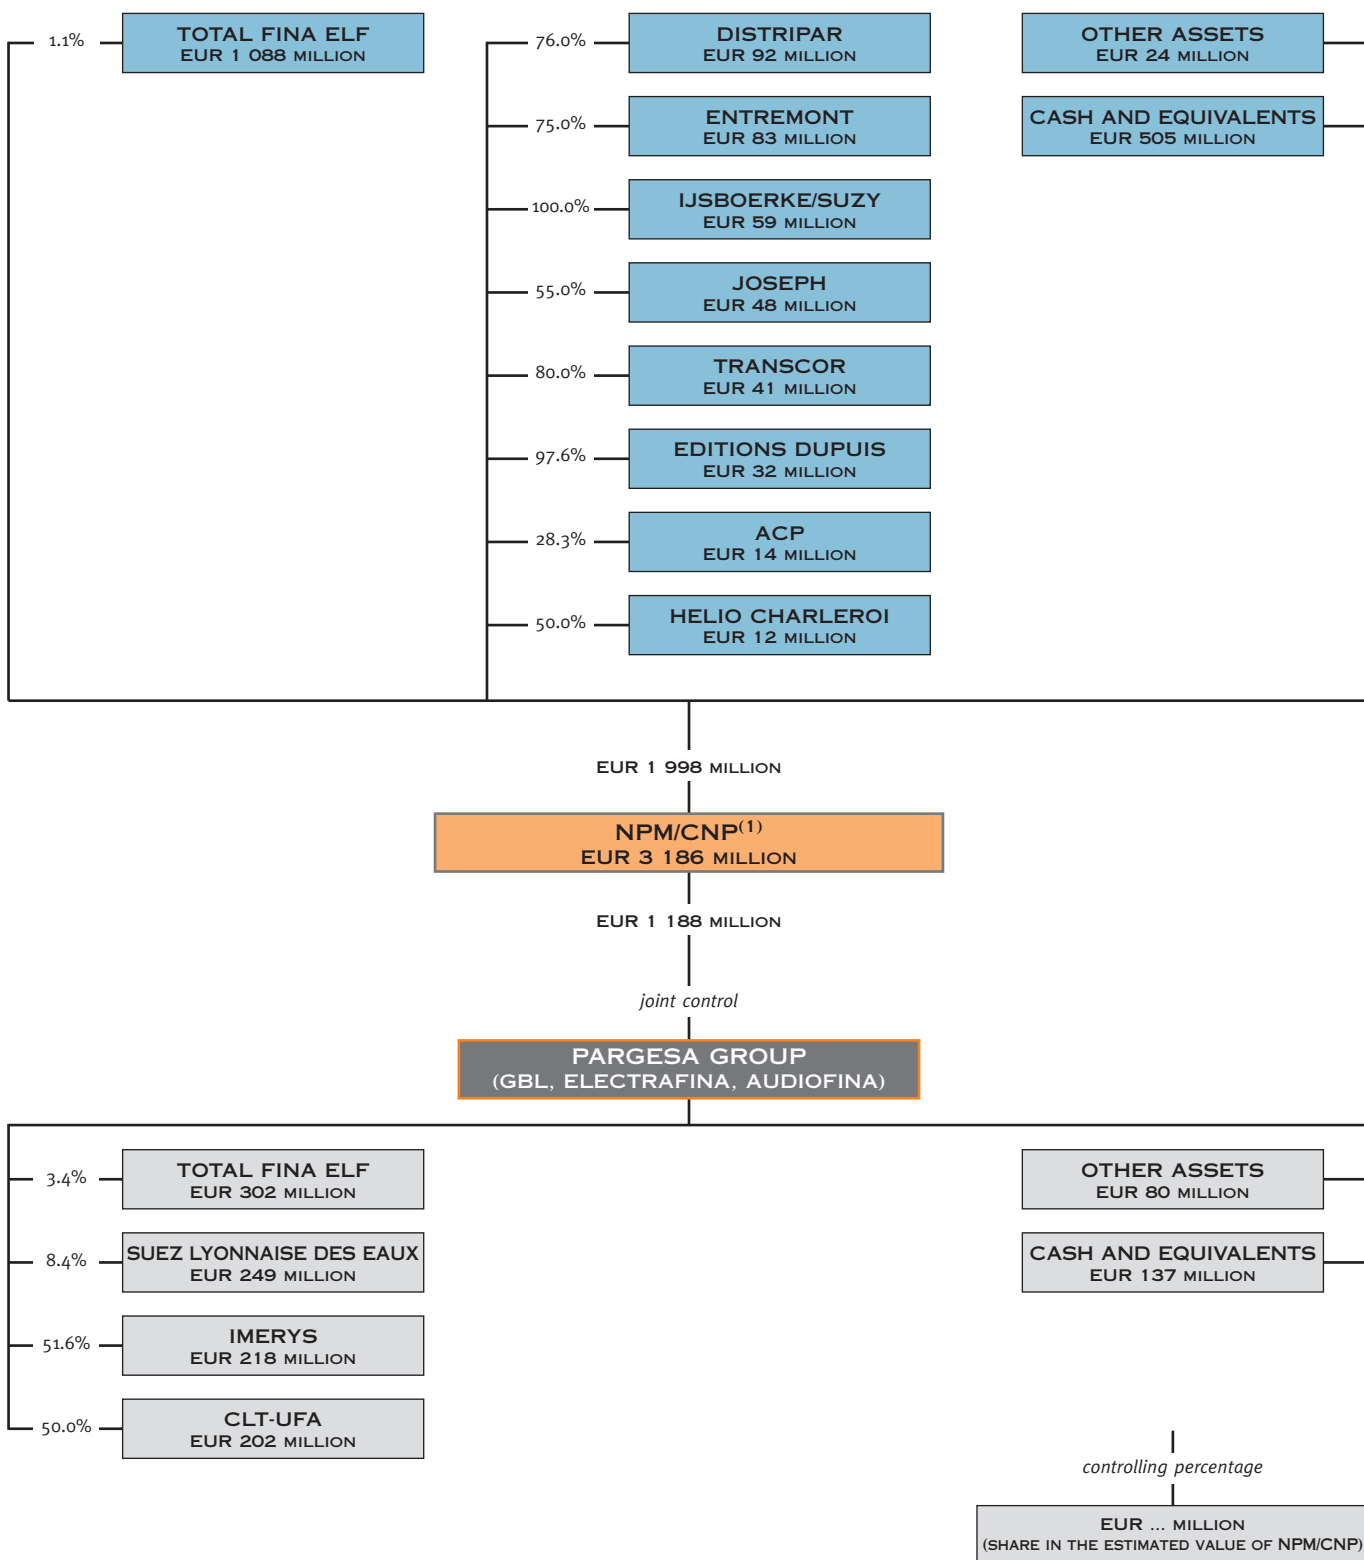 1.1%
TOTAL FINA ELF
EUR 1 088 MILLION
76.0%
DISTRIPAR
EUR 92 MILLION
75.0%
ENTREMONT
EUR 83 MILLION
100.0%
IJSBOERKE/SUZY
EUR 59 MILLION
55.0%
JOSEPH
EUR 48 MILLION
80.0%
TRANSCOR
EUR 41 MILLION
97.6%
EDITIONS DUPUIS
EUR 32 MILLION
28.3%
ACP
EUR 14 MILLION
50.0%
HELIO CHARLEROI
EUR 12 MILLION
OTHER ASSETS
EUR 24 MILLION
CASH AND EQUIVALENTS
EUR 505 MILLION
EUR 1 998 MILLION
NPM/CNP(1)
EUR 3 186 MILLION
EUR 1 188 MILLION
joint control
PARGESA GROUP
(GBL, ELECTRAFINA, AUDIOFINA)
3.4%
TOTAL FINA ELF
EUR 302 MILLION
8.4%
SUEZ LYONNAISE DES EAUX
EUR 249 MILLION
51.6%
IMERYS
EUR 218 MILLION
50.0%
CLT-UFA
EUR 202 MILLION
OTHER ASSETS
EUR 80 MILLION
CASH AND EQUIVALENTS
EUR 137 MILLION
controlling percentage
EUR ... MILLION
(SHARE IN THE ESTIMATED VALUE OF NPM/CNP)